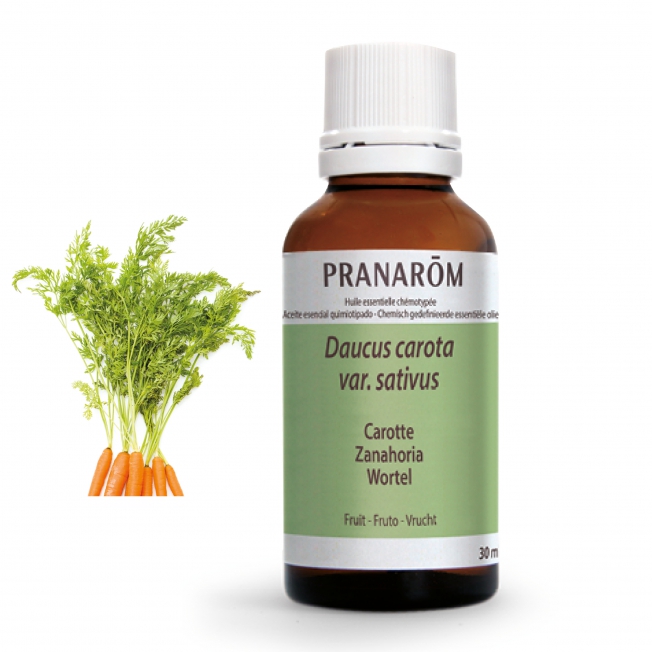 PRANARŌM
Huile essentielle chémotypée
Aceite esencial quimiotipado - Chemisch gedefinieerde essentiële olie
Daucus carota
var. sativus
Carotte
Zanahoria
Wortel
Fruit - Fruto - Vrucht
30 m